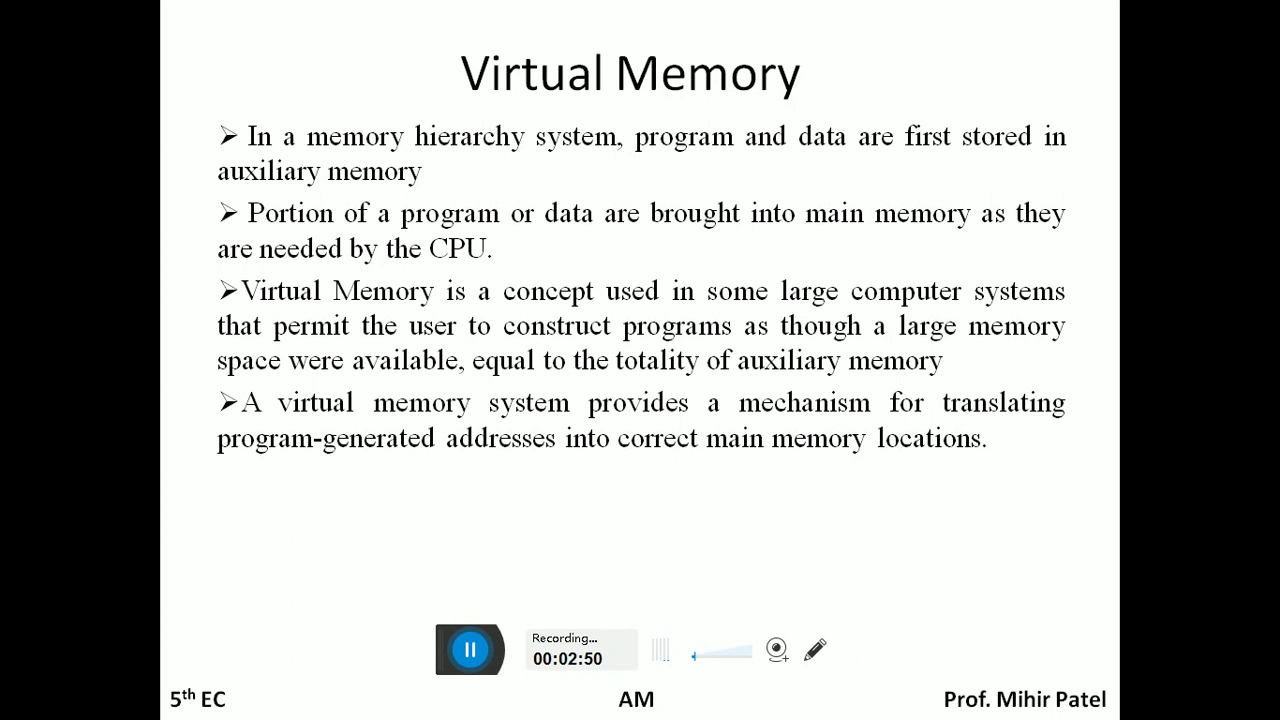 Virtual Memory
➢ In a memory hierarchy system, program and data are first stored in
auxiliary memory
➢ Portion of a program or data are brought into main memory as they
are needed by the CPU.
➢Virtual Memory is a concept used in some large computer systems
that permit the user to construct programs as though a large memory
space were available, equal to the totality of auxiliary memory
➢A virtual memory system provides a mechanism for translating
program-generated addresses into correct main memory locations.
Recording...
00:02:50
5th EC
AM
Prof. Mihir Patel